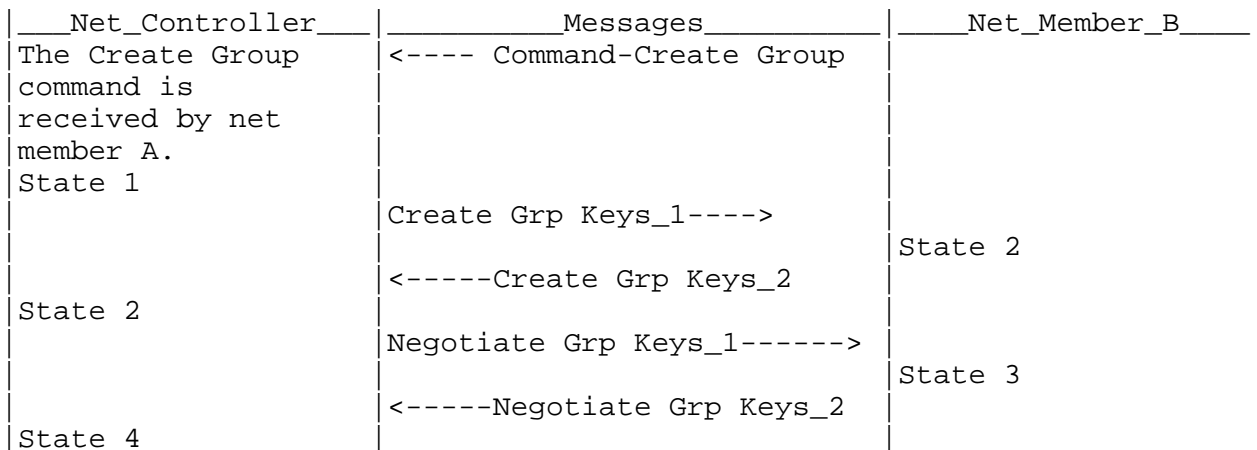 |___Net_Controller___|___________Messages___________|____Net_Member_B____
|The Create Group    |<---- Command-Create Group    |
|command is          |                              |
|received by net     |                              |
|member A.           |                              |
|State 1             |                              |
|                    |Create Grp Keys_1---->        |
|                    |                              |State 2
|                    |<-----Create Grp Keys_2       |
|State 2             |                              |
|                    |Negotiate Grp Keys_1------>   |
|                    |                              |State 3
|                    |<-----Negotiate Grp Keys_2    |
|State 4             |                              |